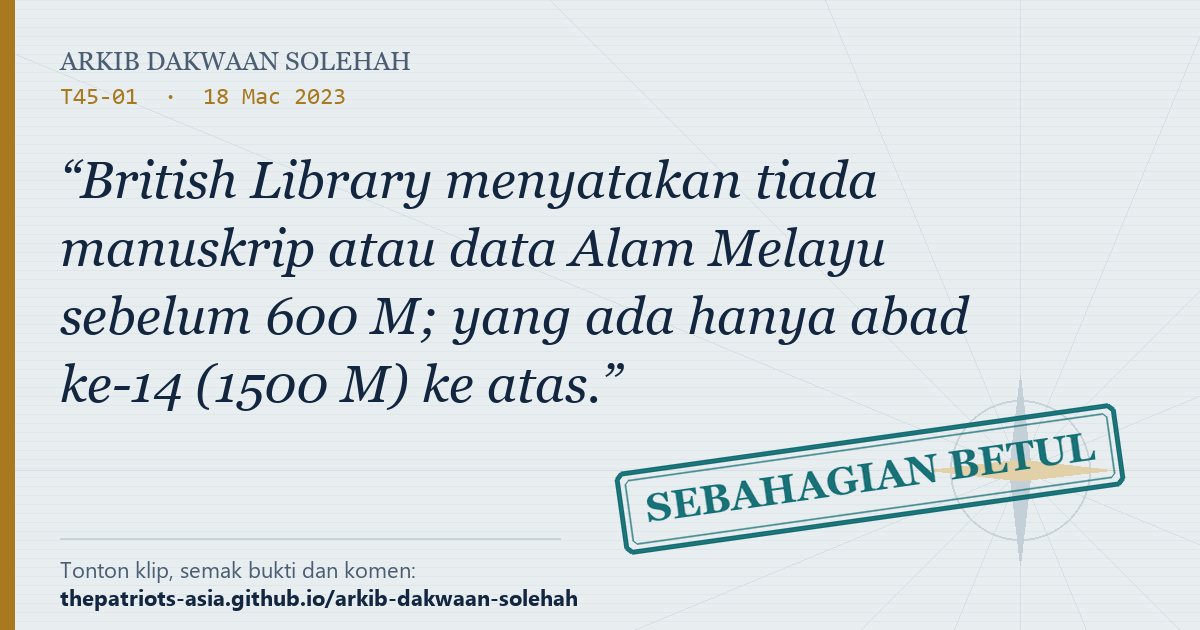 ARKIB DAKWAAN SOLEHAH
T45-01 · 18 Mac 2023
“British Library menyatakan tiada
manuskrip atau data Alam Melayu
sebelum 600 M; yang ada hanya abad
ke-14 (1500 M) ke atas.”
SEBAHAGIAN BETUL
Tonton klip, semak bukti dan komen:
thepatriots-asia.github.io/arkib-dakwaan-solehah